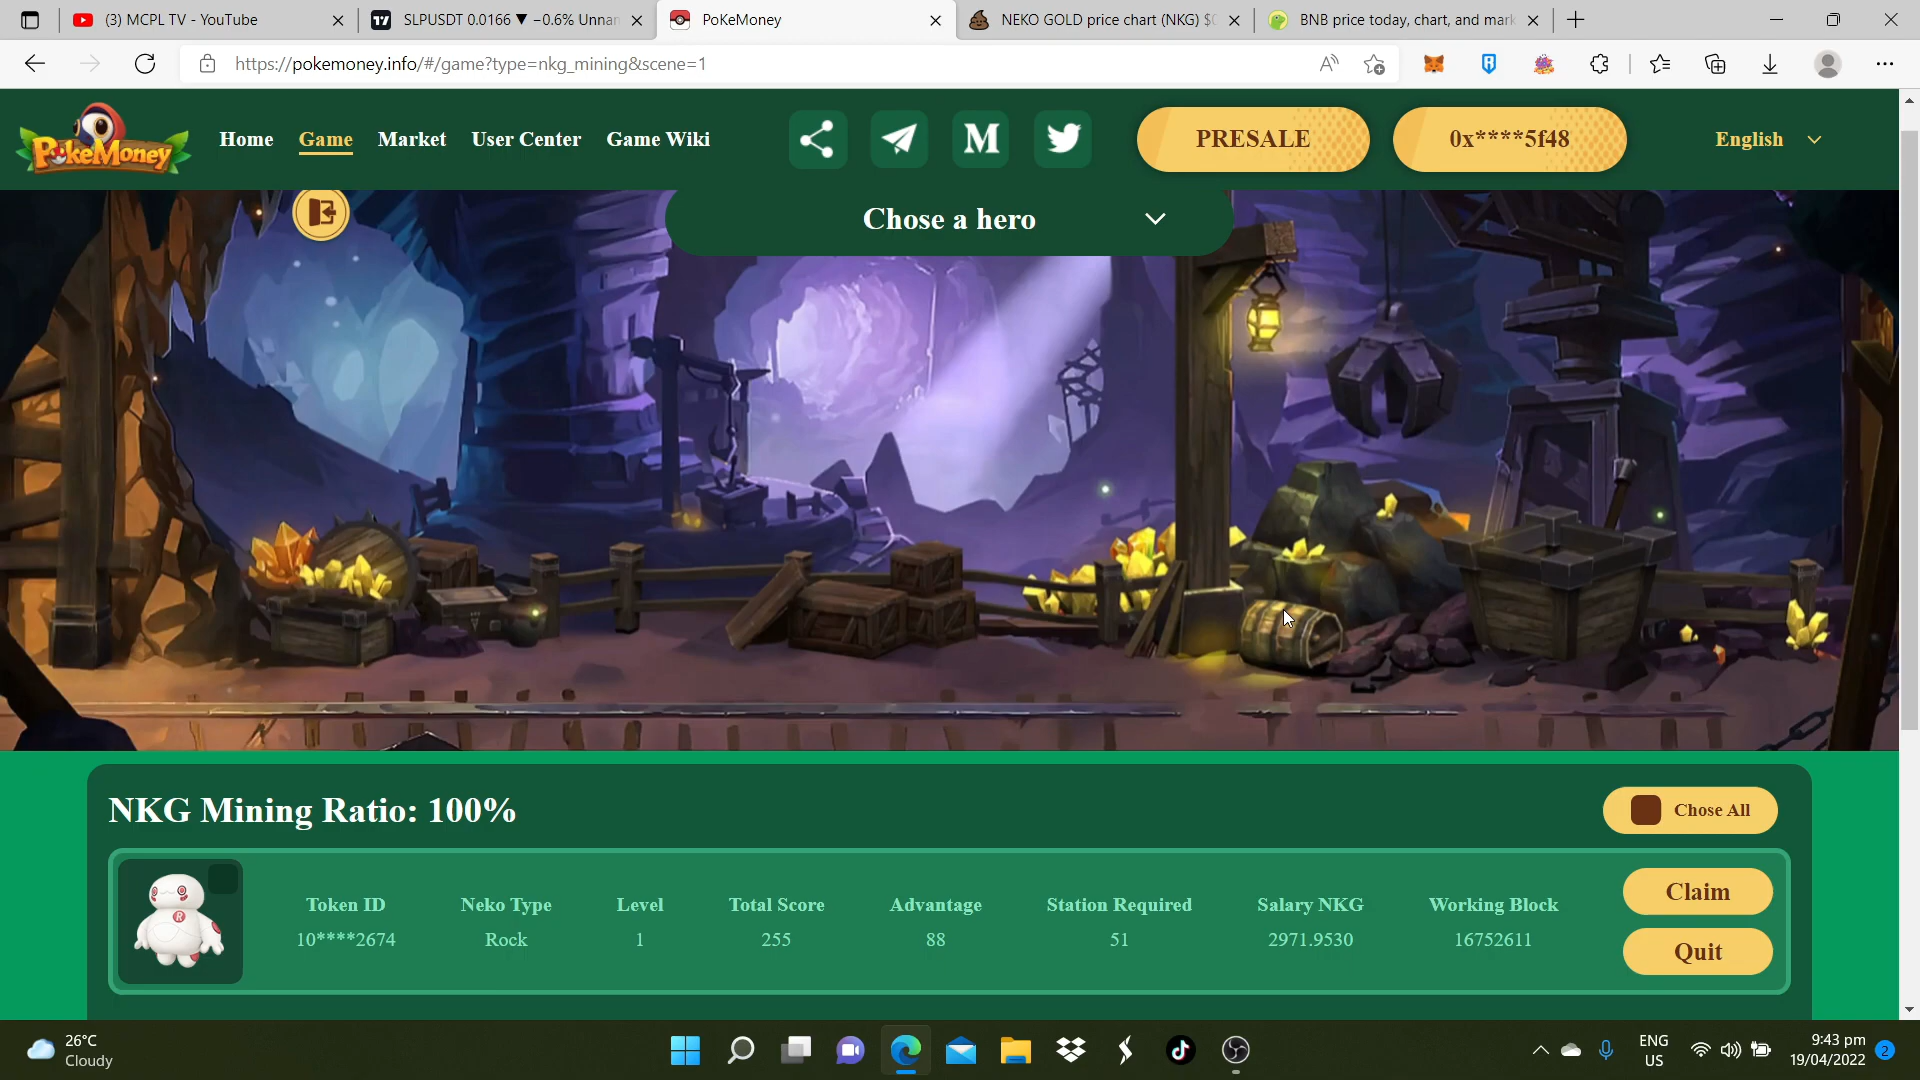 (3) MCPL TV - YouTube
SLPUSDT 0.0166 ▼ −0.6% Unnar
PoKeMoney
NEKO GOLD price chart (NKG) $0
BNB price today, chart, and mark
https://pokemoney.info/#/game?type=nkg_mining&scene=1
PokeMoney
Home
Game
Market
User Center
Game Wiki
PRESALE
0x****5f48
English
Chose a hero
NKG Mining Ratio: 100%
Chose All
Token ID
Neko Type
Level
Total Score
Advantage
Station Required
Salary NKG
Working Block
10****2674
Rock
1
255
88
51
2971.9530
16752611
Claim
Quit
26°C
Cloudy
ENG
US
9:43 pm
19/04/2022
2